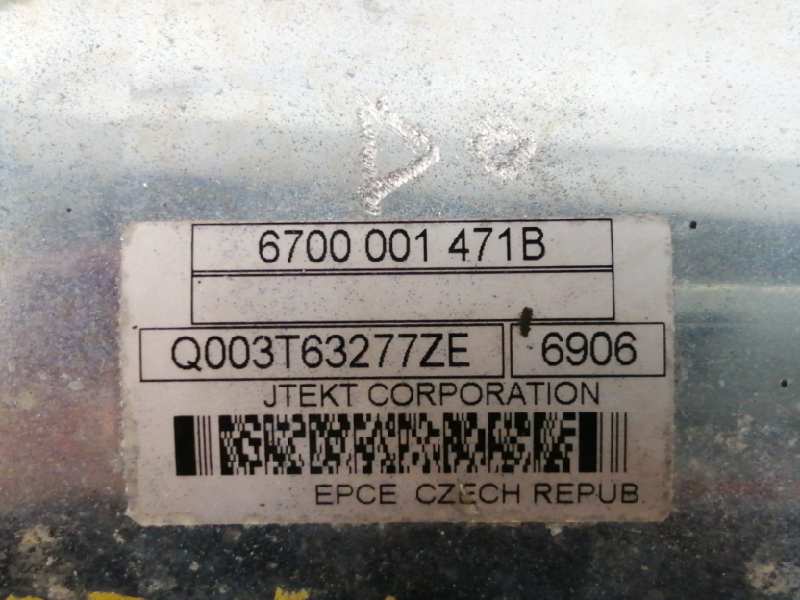 6700 001 471B
Q003T63277ZE 6906
JTEKT CORPORATION
EPCE CZECH REPUB